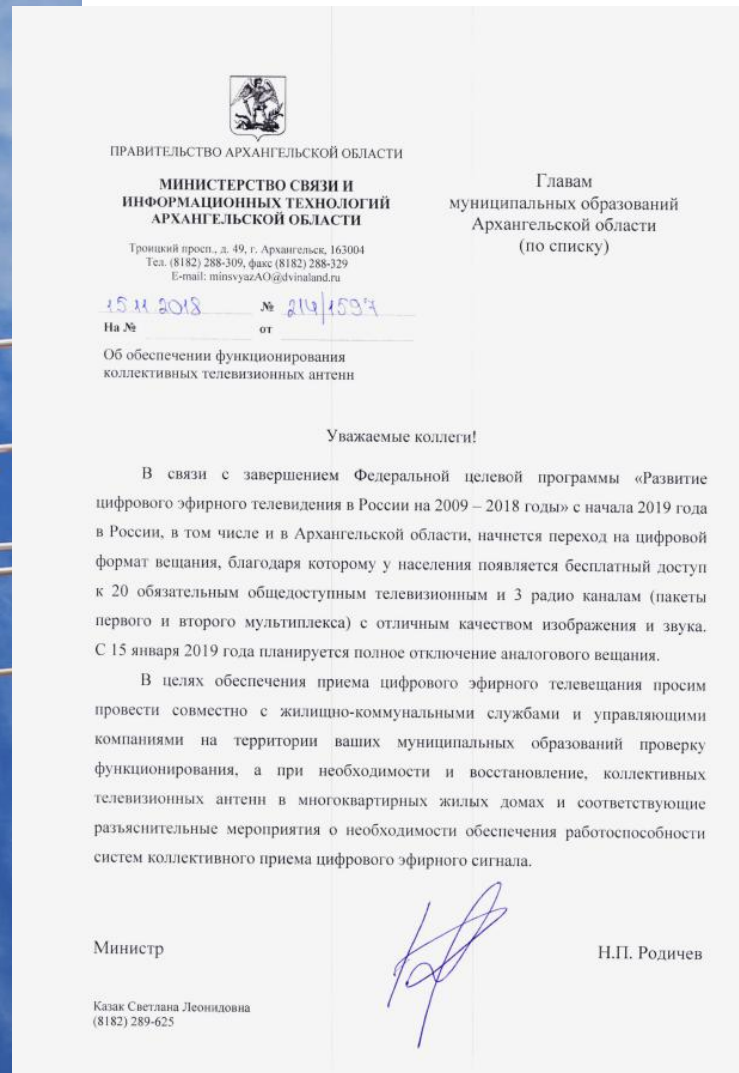 ПРАВИТЕЛЬСТВО АРХАНГЕЛЬСКОЙ ОБЛАСТИ
МИНИСТЕРСТВО СВЯЗИ И
ИНФОРМАЦИОННЫХ ТЕХНОЛОГИЙ
АРХАНГЕЛЬСКОЙ ОБЛАСТИ
Троицкий просп., д. 49, г. Архангельск, 163004
Тел. (8182) 288-309, факс (8182) 288-329
E-mail: minsvyazAO@dvinaland.ru
15 11 2018 № 214/1597
На № от
Об обеспечении функционирования
коллективных телевизионных антенн
Главам
муниципальных образований
Архангельской области
(по списку)
Уважаемые коллеги!
В связи с завершением Федеральной целевой программы «Развитие
цифрового эфирного телевидения в России на 2009 – 2018 годы» с начала 2019 года
в России, в том числе и в Архангельской области, начнется переход на цифровой
формат вещания, благодаря которому у населения появляется бесплатный доступ
к 20 обязательным общедоступным телевизионным и 3 радио каналам (пакеты
первого и второго мультиплекса) с отличным качеством изображения и звука.
С 15 января 2019 года планируется полное отключение аналогового вещания.
В целях обеспечения приема цифрового эфирного телевещания просим
провести совместно с жилищно-коммунальными службами и управляющими
компаниями на территории ваших муниципальных образований проверку
функционирования, а при необходимости и восстановление, коллективных
телевизионных антенн в многоквартирных жилых домах и соответствующие
разъяснительные мероприятия о необходимости обеспечения работоспособности
систем коллективного приема цифрового эфирного сигнала.
Министр Н.П. Родичев
Казак Светлана Леонидовна
(8182) 289-625